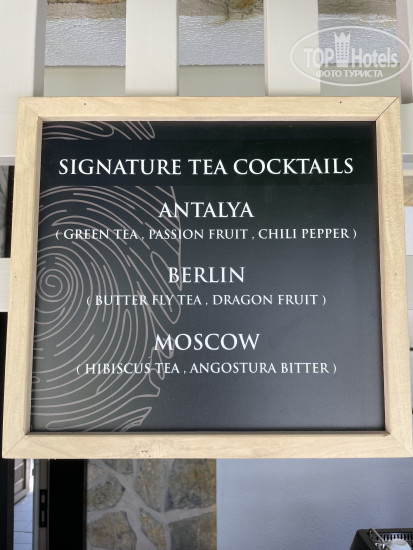 TOPHotels
ФОТО ТУРИСТА
SIGNATURE TEA COCKTAILS
ANTALYA
( GREEN TEA , PASSION FRUIT , CHILI PEPPER )
BERLIN
( BUTTER FLY TEA , DRAGON FRUIT )
MOSCOW
( HIBISCUS TEA , ANGOSTURA BITTER )